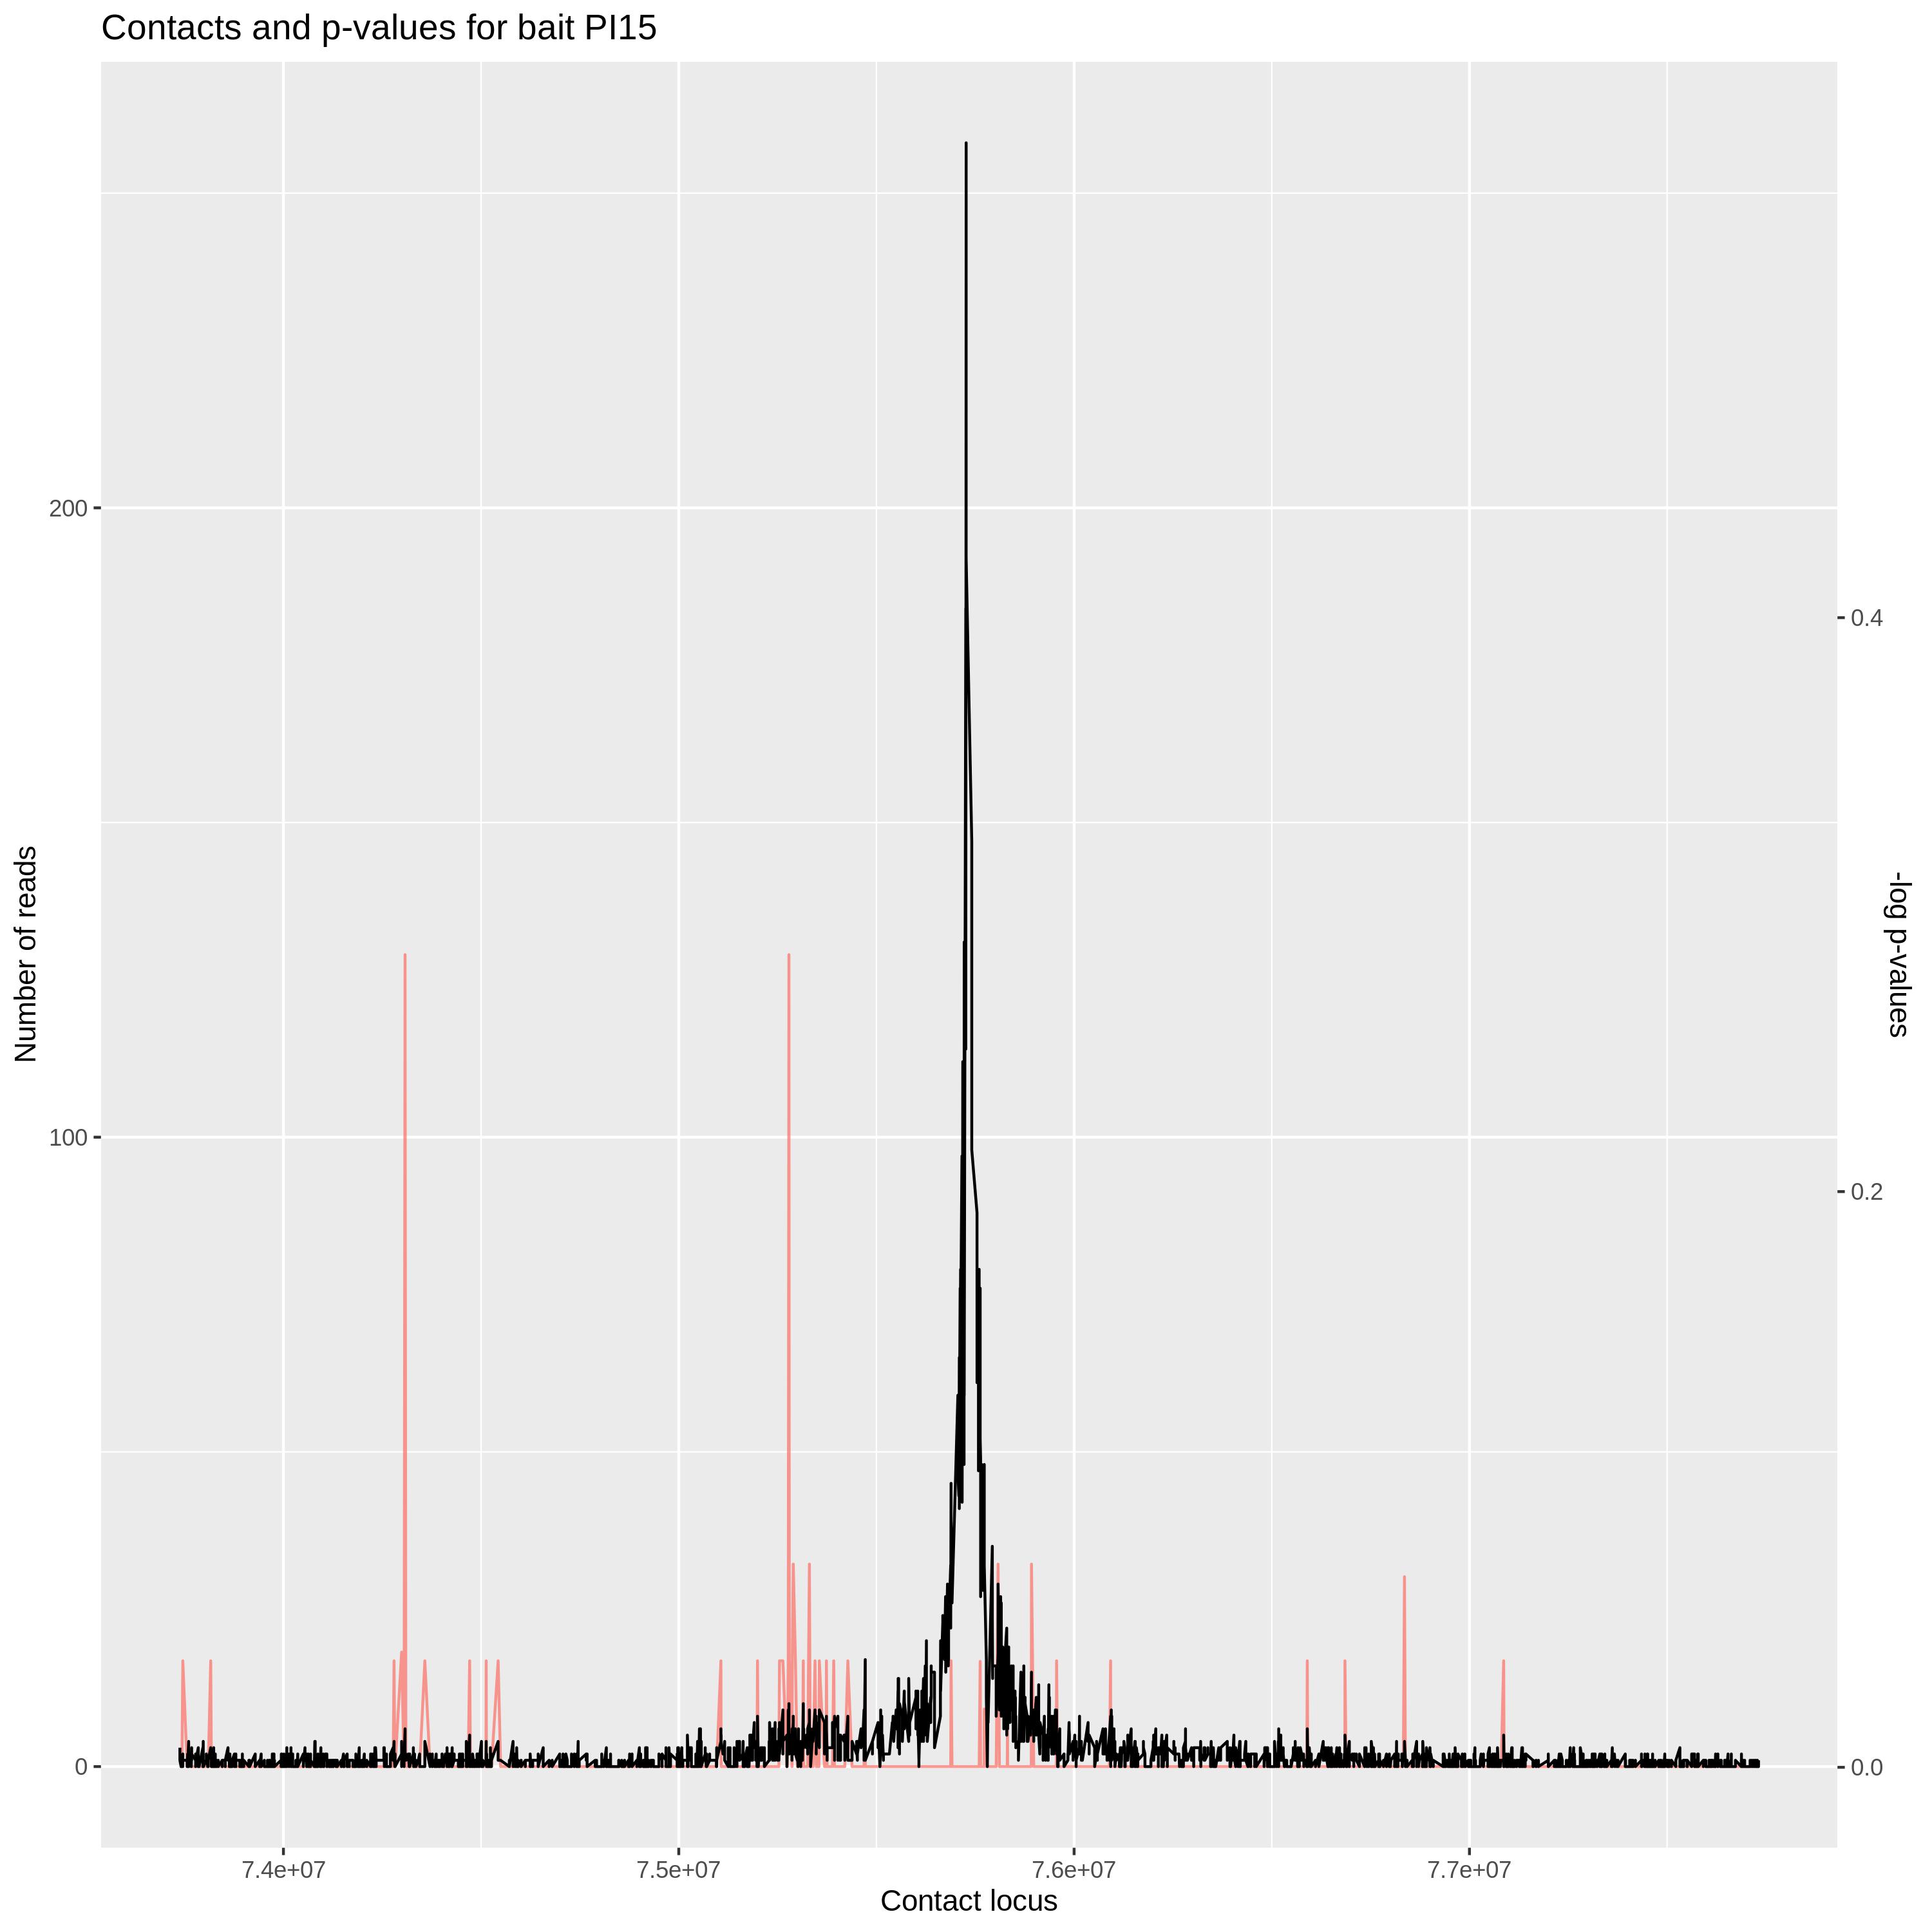 Contacts and p-values for bait PI15
Number of reads
200
100
0
-log p-values
0.4
0.2
0.0
7.4e+07
7.5e+07
7.6e+07
7.7e+07
Contact locus